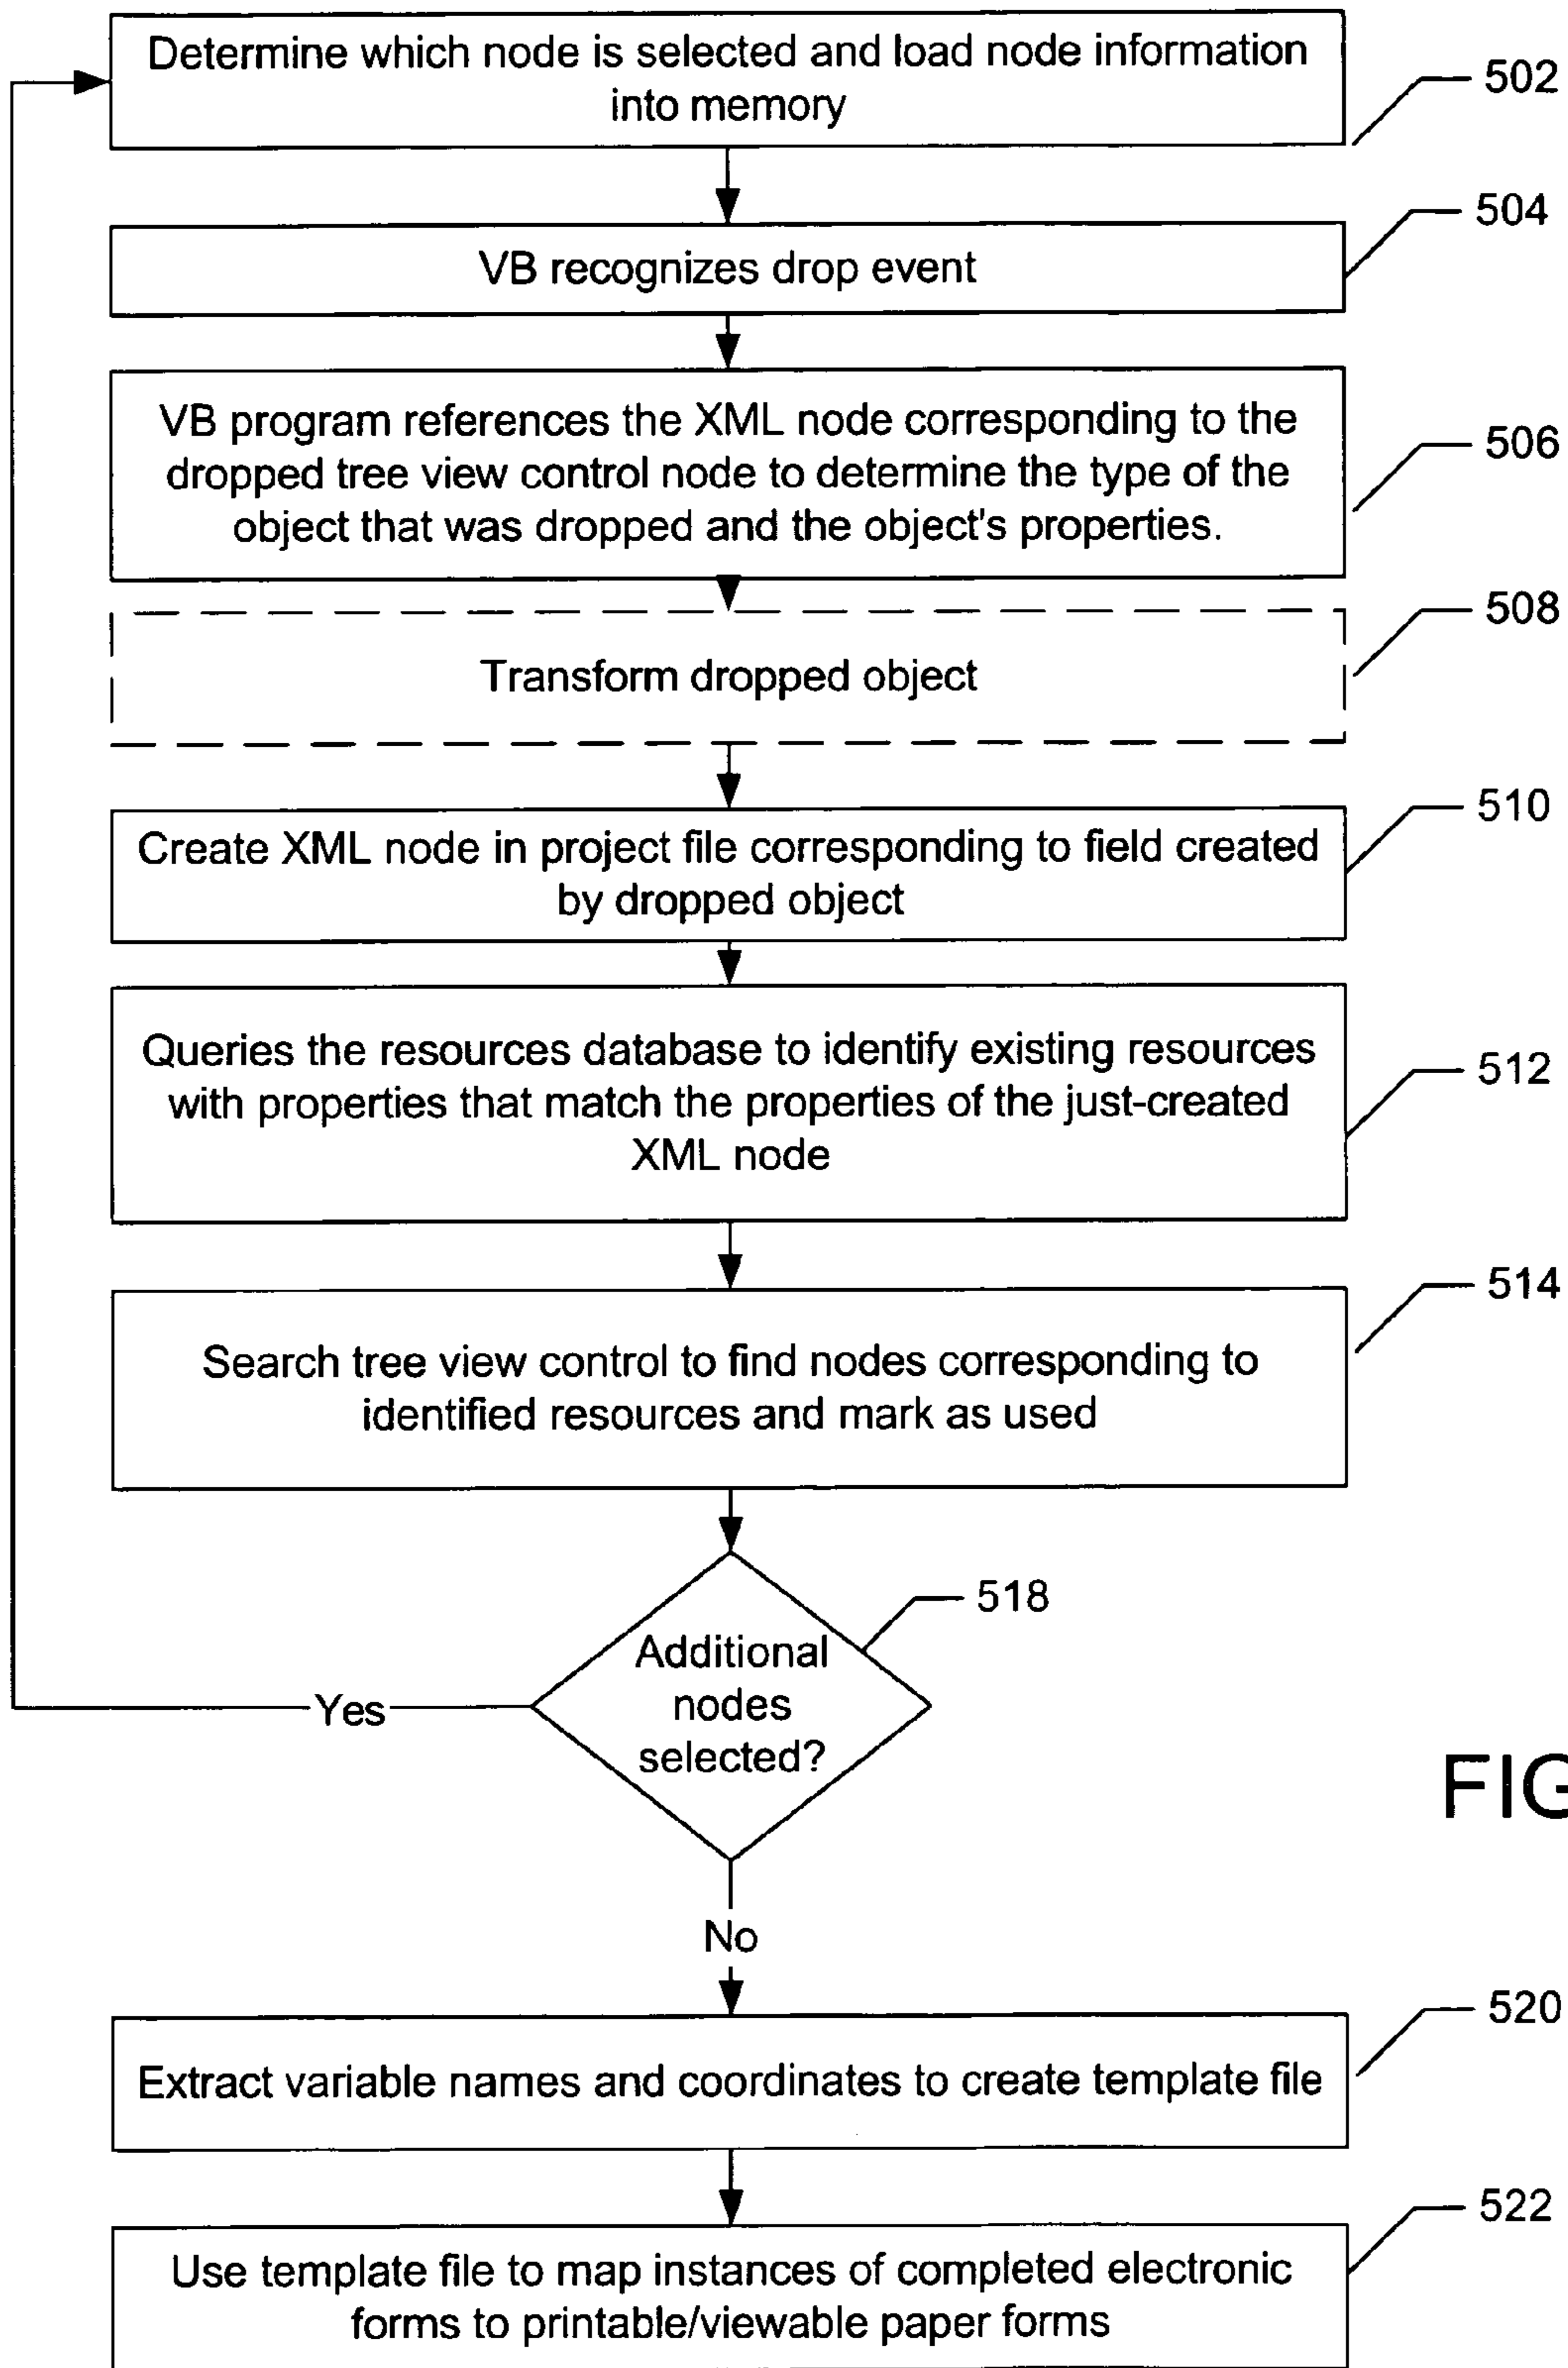 Determine which node is selected and load node information
into memory
502
VB recognizes drop event
504
VB program references the XML node corresponding to the
dropped tree view control node to determine the type of the
object that was dropped and the object's properties.
506
Transform dropped object
508
Create XML node in project file corresponding to field created
by dropped object
510
Queries the resources database to identify existing resources
with properties that match the properties of the just-created
XML node
512
Search tree view control to find nodes corresponding to
identified resources and mark as used
514
Additional
nodes
selected?
518
Yes
FIG
No
Extract variable names and coordinates to create template file
520
Use template file to map instances of completed electronic
forms to printable/viewable paper forms
522